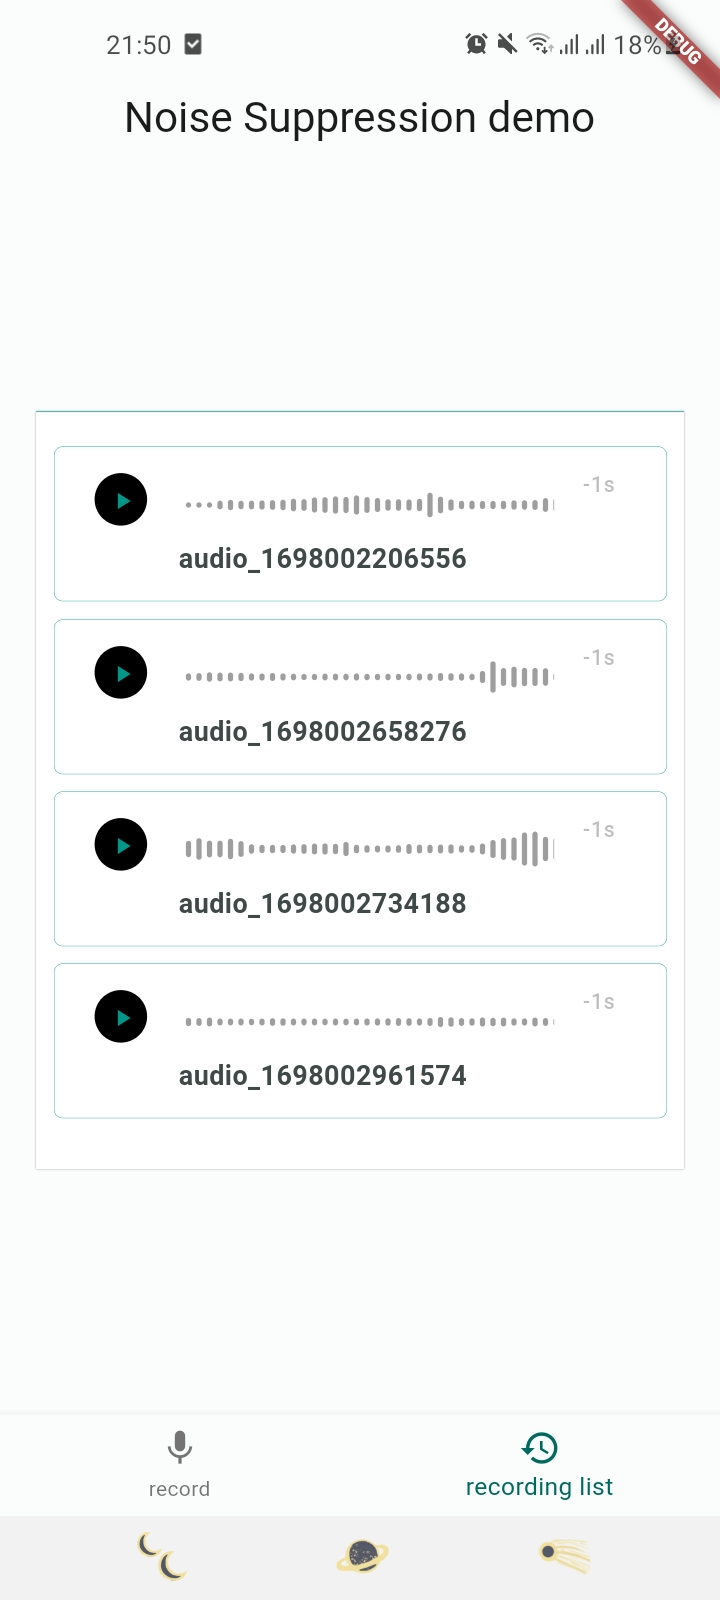 21:50 18%
DEBUG
Noise Suppression demo
-1s
audio_1698002206556
-1s
audio_1698002658276
-1s
audio_1698002734188
-1s
audio_1698002961574
record recording list